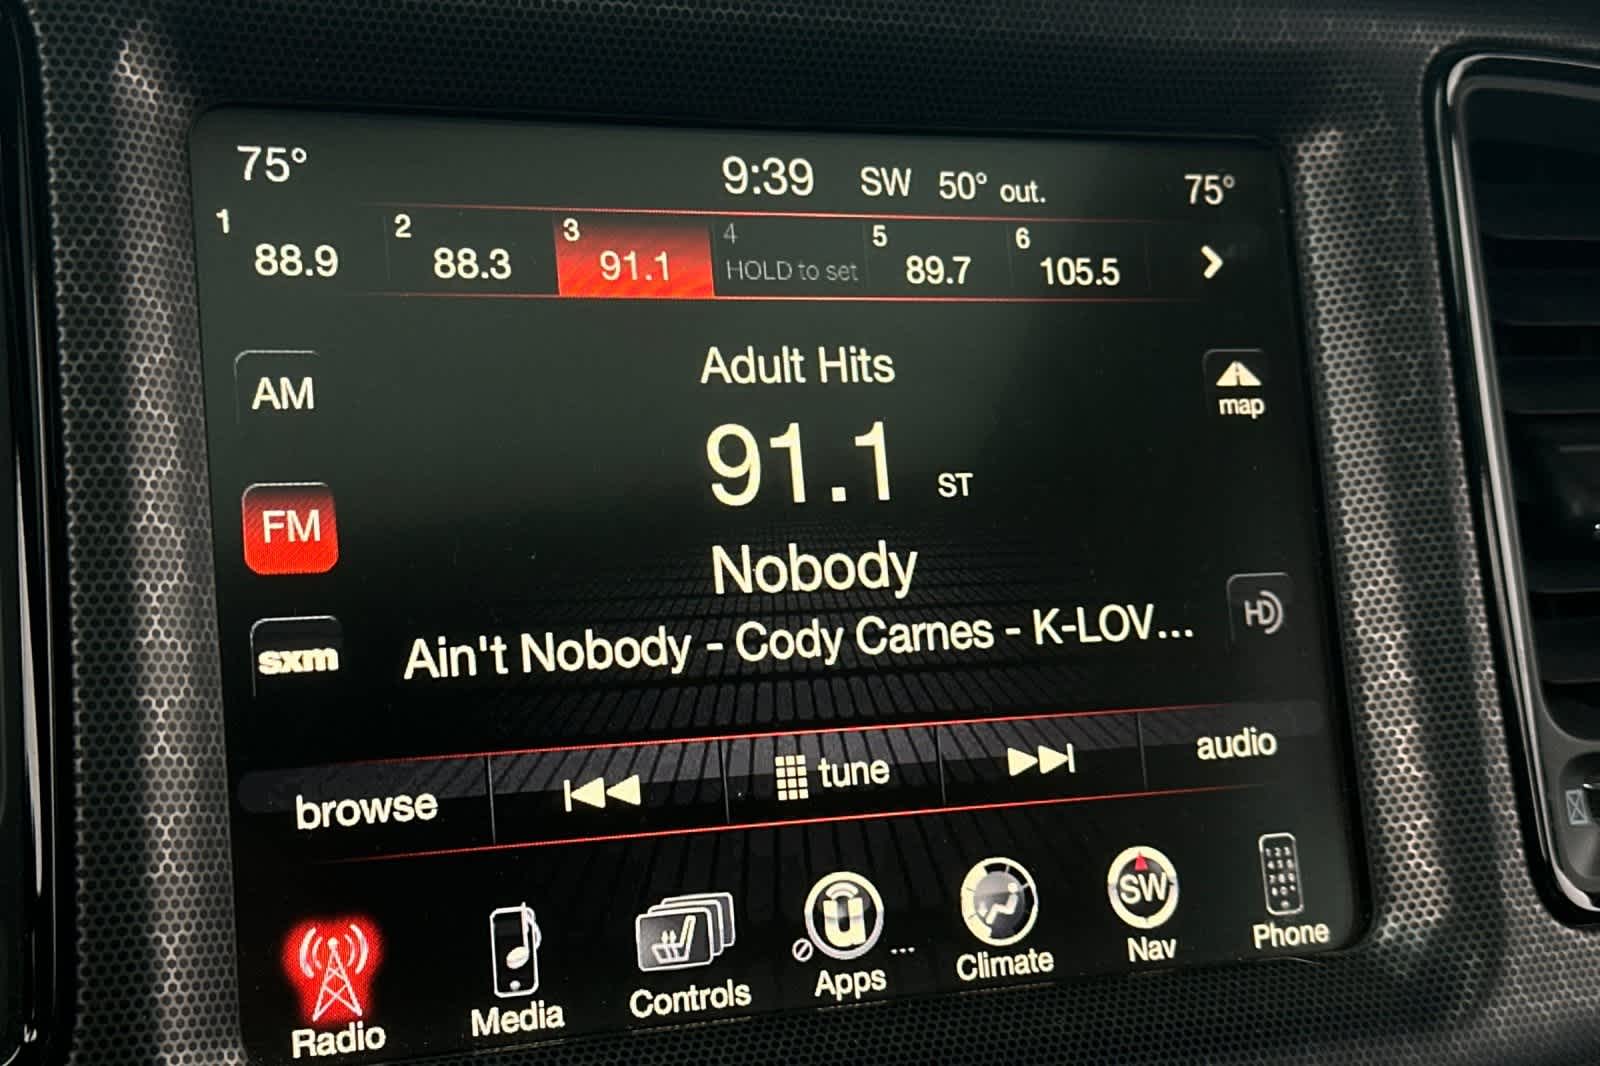 75° 9:39 SW 50° out. 75°
1 88.9 2 88.3 3 91.1 4 HOLD to set 5 89.7 6 105.5
AM
Adult Hits
map
91.1 ST
FM
Nobody
HD
sxm
Ain't Nobody - Cody Carnes - K-LOV...
browse tune audio
u ...
SW
Radio Media Controls Apps Climate Nav Phone